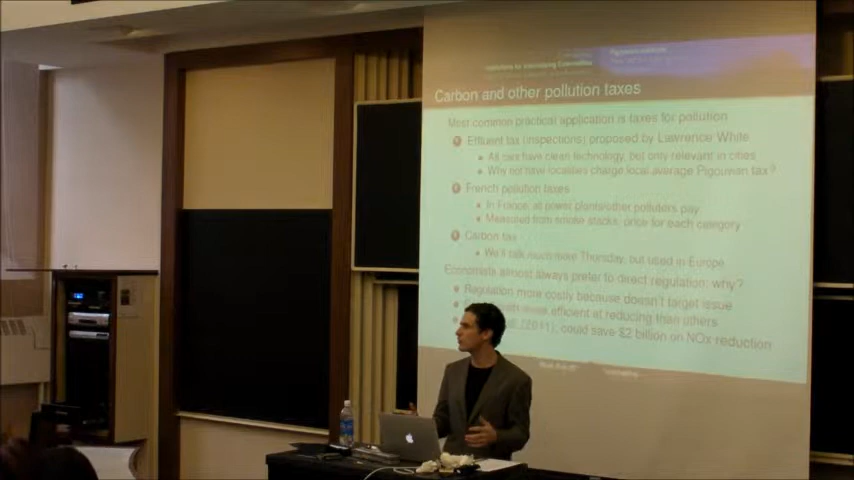 Pigouvian
Carbon and other pollution taxes
Most common practical application is taxes for pollution
Effluent tax (inspections) proposed by Lawrence White
All cars have clean technology, but only relevant in cities
Why not have localities charge local average Pigouvian tax?
French pollution taxes
In France, all power plants/other polluters pay
Measured from smoke stacks, price for each category
Carbon tax
We'll talk much more Thursday, but used in Europe
Economists almost always prefer to direct regulation: why?
Regulation more costly because doesn't target issue
more efficient at reducing than others
(2011), could save $2 billion on NOx reduction